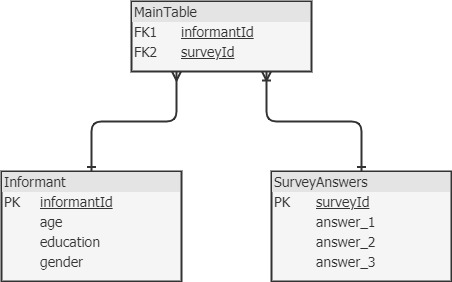 MainTable
FK1 informantId
FK2 surveyId
Informant
PK informantId
age
education
gender
SurveyAnswers
PK surveyId
answer_1
answer_2
answer_3